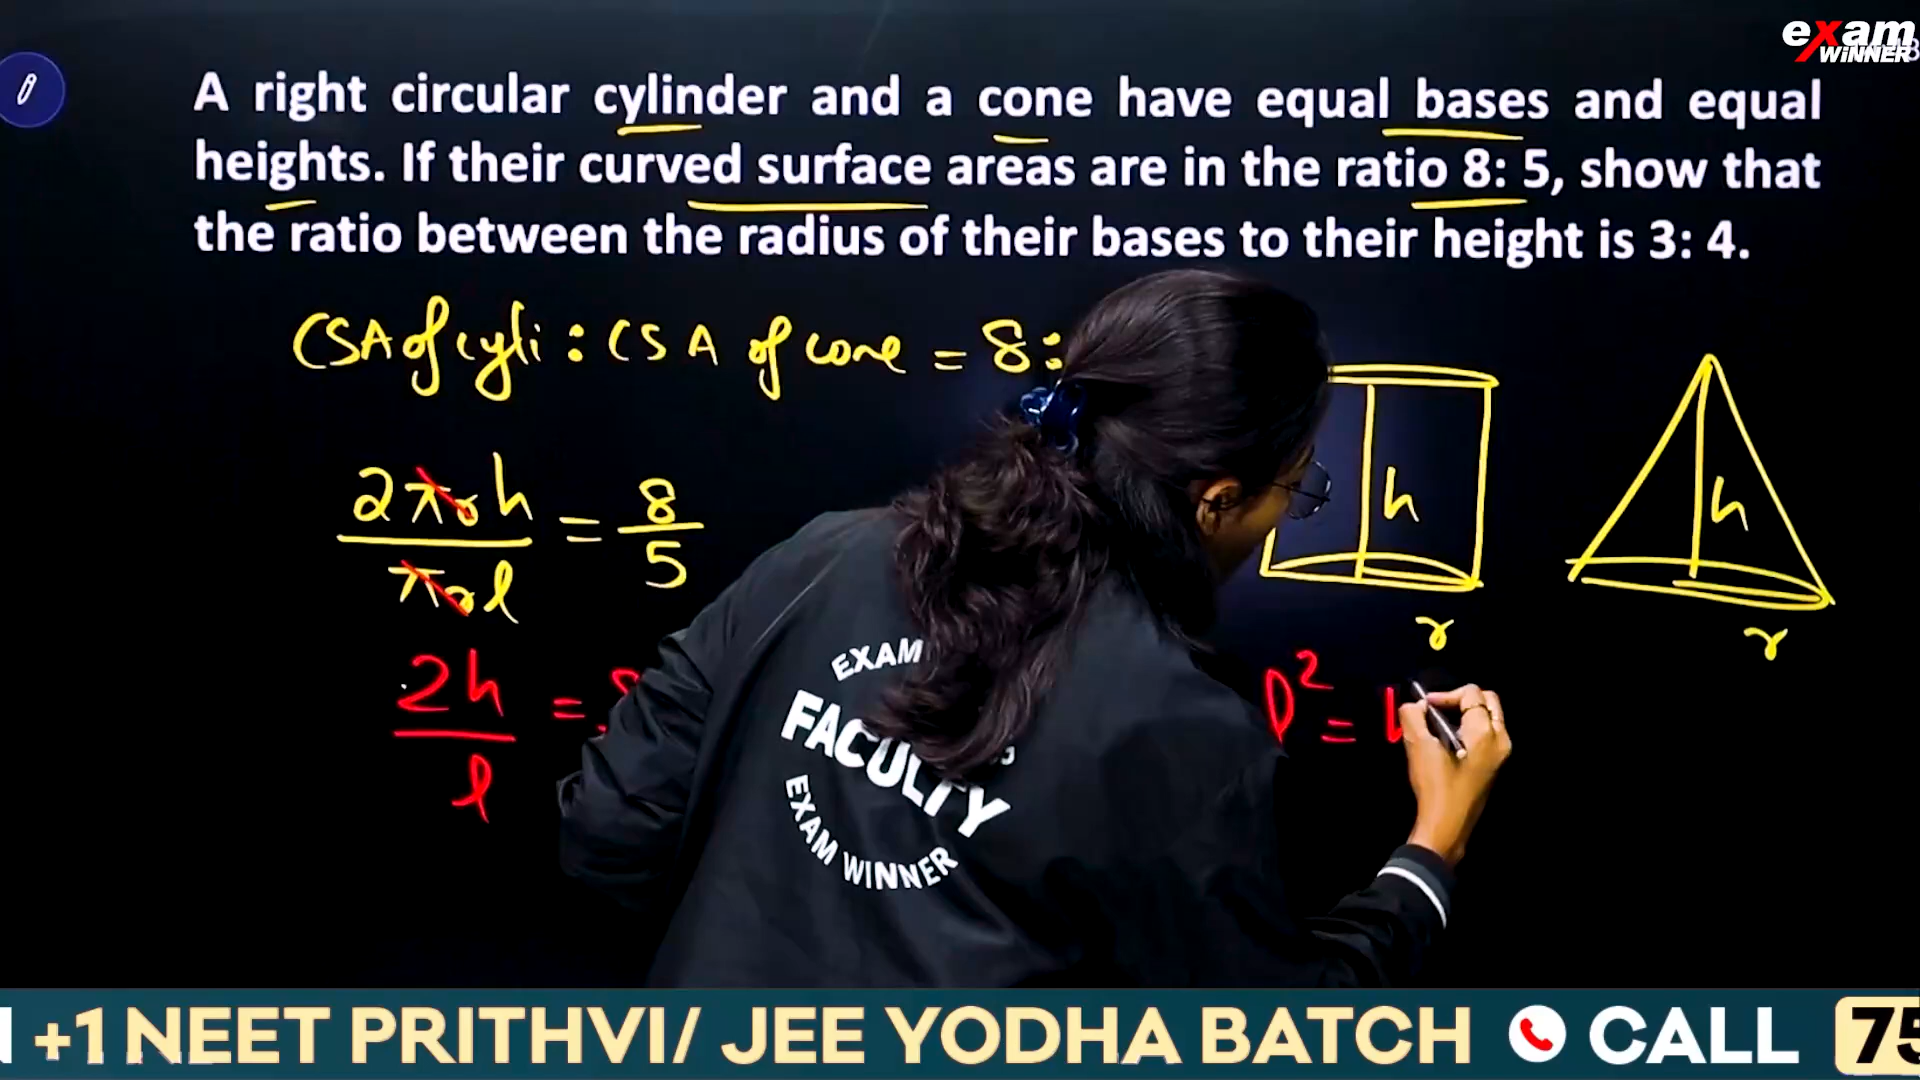 exam
WiNNER
A right circular cylinder and a cone have equal bases and equal
heights. If their curved surface areas are in the ratio 8: 5, show that
the ratio between the radius of their bases to their height is 3: 4.
CSA of cyli : CSA of cone = 8:
2πrh / πrl = 8/5
h
h
r
r
2h / l =
l² =
EXAM
FACULTY
EXAM WINNER
+1 NEET PRITHVI/ JEE YODHA BATCH CALL 75